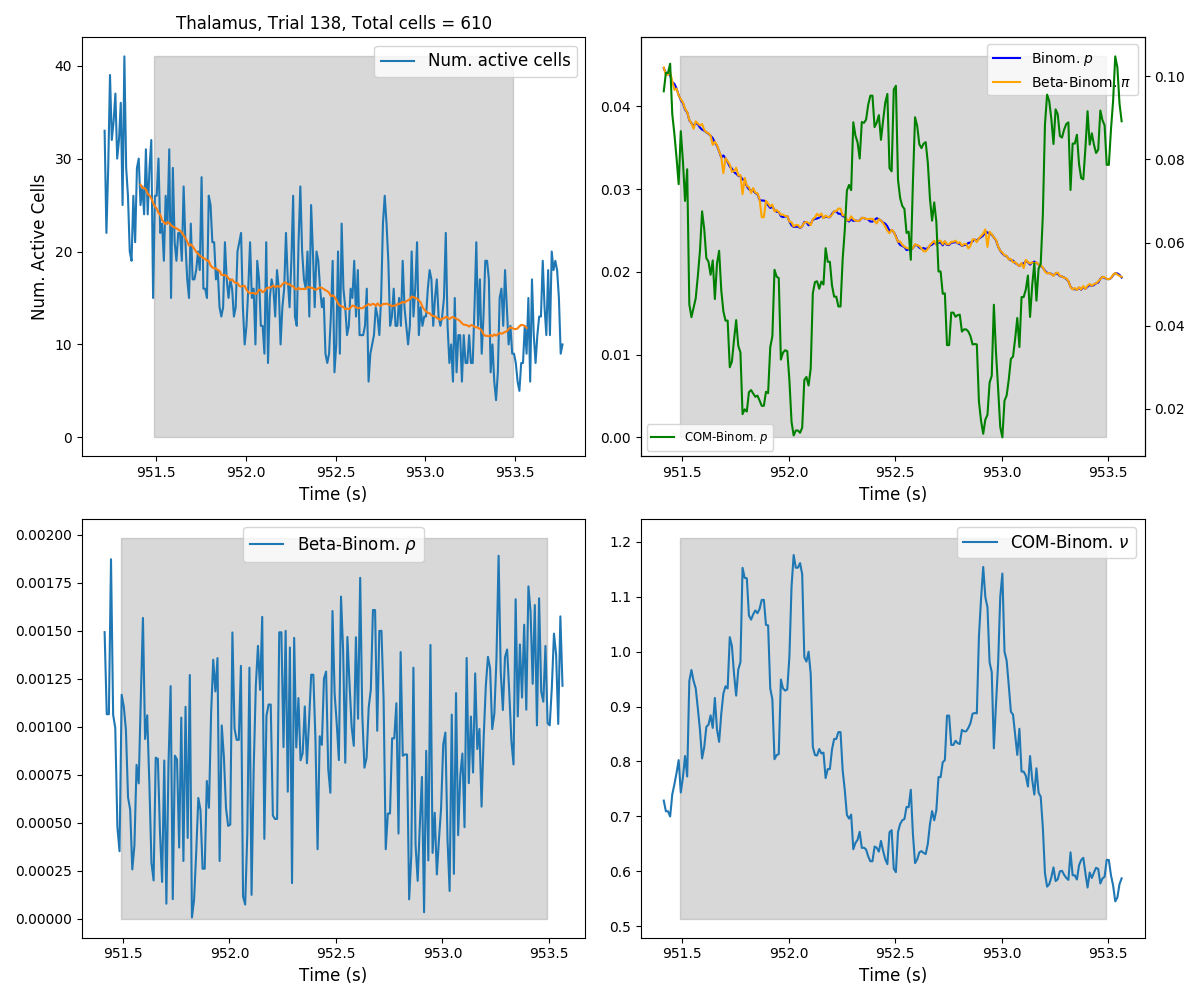 Thalamus, Trial 138, Total cells = 610
Num. active cells
Num. Active Cells
40
30
20
10
0
951.5 952.0 952.5 953.0 953.5
Time (s)
Binom. p
Beta-Binom. π
COM-Binom. p
0.04
0.03
0.02
0.01
0.00
0.10
0.08
0.06
0.04
0.02
951.5 952.0 952.5 953.0 953.5
Time (s)
Beta-Binom. ρ
0.00200
0.00175
0.00150
0.00125
0.00100
0.00075
0.00050
0.00025
0.00000
951.5 952.0 952.5 953.0 953.5
Time (s)
COM-Binom. ν
1.2
1.1
1.0
0.9
0.8
0.7
0.6
0.5
951.5 952.0 952.5 953.0 953.5
Time (s)